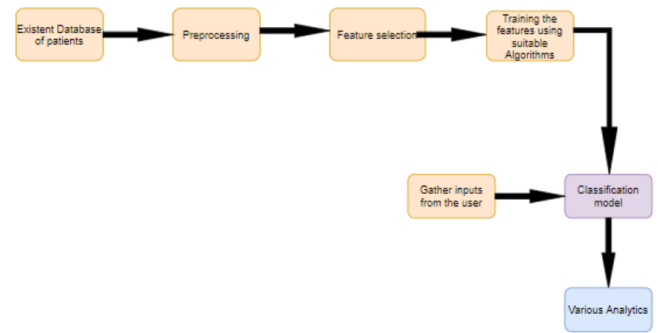 Existent Database
of patients
Preprocessing
Feature selection
Training the
features using
suitable
Algorithms
Gather inputs
from the user
Classification
model
Various Analytics